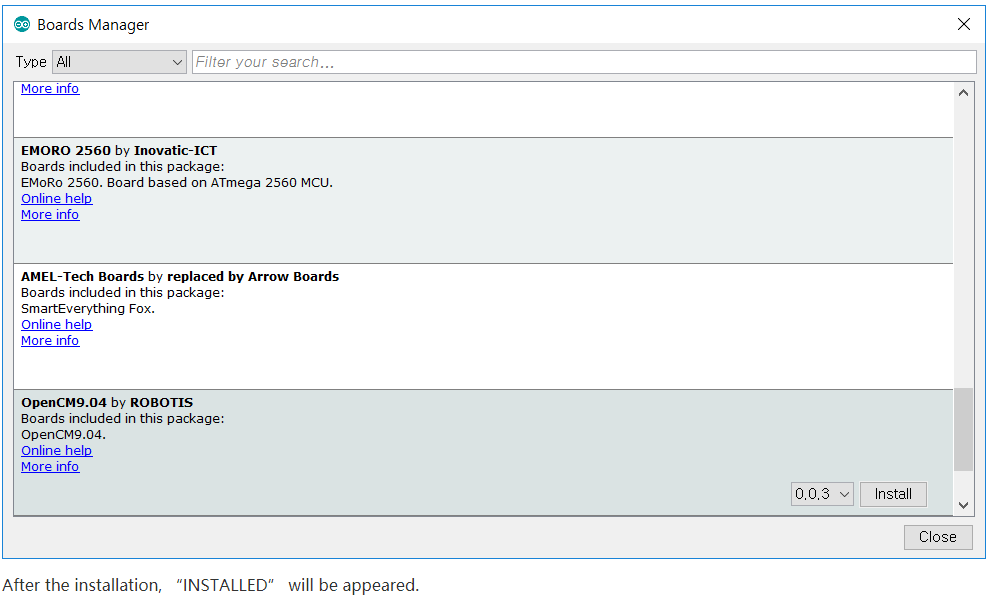 Boards Manager
Type All Filter your search...
More info
EMORO 2560 by Inovatic-ICT
Boards included in this package:
EMoRo 2560. Board based on ATmega 2560 MCU.
Online help
More info
AMEL-Tech Boards by replaced by Arrow Boards
Boards included in this package:
SmartEverything Fox.
Online help
More info
OpenCM9.04 by ROBOTIS
Boards included in this package:
OpenCM9.04.
Online help
More info
0.0.3 Install
Close
After the installation, “INSTALLED” will be appeared.